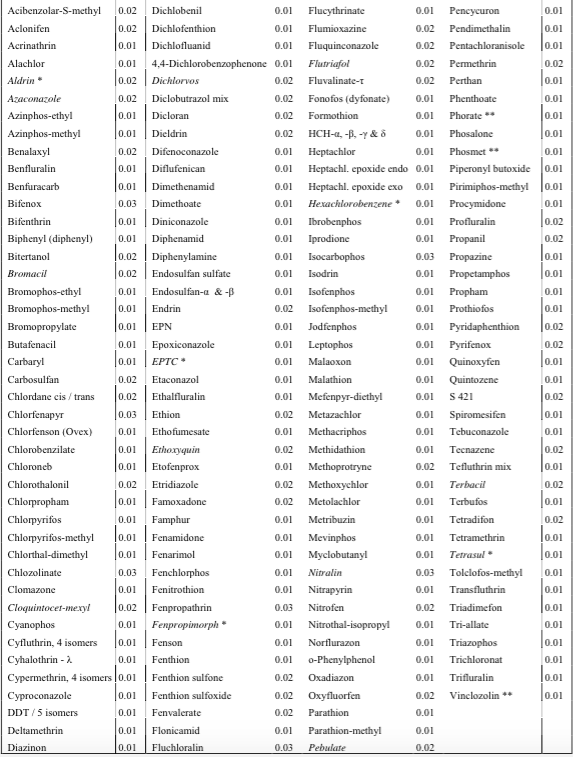 Acibenzolar-S-methyl 0.02 Dichlobenil 0.01 Flucythrinate 0.01 Pencycuron 0.01
Aclonifen 0.02 Dichlofenthion 0.01 Flumioxazine 0.02 Pendimethalin 0.01
Acrinathrin 0.01 Dichlofluanid 0.01 Fluquinconazole 0.02 Pentachloranisole 0.01
Alachlor 0.01 4,4-Dichlorobenzophenone 0.01 Flutriafol 0.02 Permethrin 0.02
Aldrin * 0.02 Dichlorvos 0.02 Fluvalinate-τ 0.02 Perthan 0.01
Azaconazole 0.02 Diclobutrazol mix 0.02 Fonofos (dyfonate) 0.01 Phenthoate 0.01
Azinphos-ethyl 0.01 Dicloran 0.02 Formothion 0.01 Phorate ** 0.01
Azinphos-methyl 0.01 Dieldrin 0.02 HCH-α, -β, -γ & δ 0.01 Phosalone 0.01
Benalaxyl 0.02 Difenoconazole 0.01 Heptachlor 0.01 Phosmet ** 0.01
Benfluralin 0.01 Diflufenican 0.01 Heptachl. epoxide endo 0.01 Piperonyl butoxide 0.01
Benfuracarb 0.01 Dimethenamid 0.01 Heptachl. epoxide exo 0.01 Pirimiphos-methyl 0.01
Bifenox 0.03 Dimethoate 0.01 Hexachlorobenzene * 0.01 Procymidone 0.01
Bifenthrin 0.01 Diniconazole 0.01 Ibrobenphos 0.01 Profluralin 0.02
Biphenyl (diphenyl) 0.01 Diphenamid 0.01 Iprodione 0.01 Propanil 0.02
Bitertanol 0.02 Diphenylamine 0.01 Isocarbophos 0.03 Propazine 0.01
Bromacil 0.02 Endosulfan sulfate 0.01 Isodrin 0.01 Propetamphos 0.01
Bromophos-ethyl 0.01 Endosulfan-α & -β 0.01 Isofenphos 0.01 Propham 0.01
Bromophos-methyl 0.01 Endrin 0.02 Isofenphos-methyl 0.01 Prothiofos 0.01
Bromopropylate 0.01 EPN 0.01 Jodfenphos 0.01 Pyridaphenthion 0.02
Butafenacil 0.01 Epoxiconazole 0.01 Leptophos 0.01 Pyrifenox 0.02
Carbaryl 0.01 EPTC * 0.01 Malaoxon 0.01 Quinoxyfen 0.01
Carbosulfan 0.02 Etaconazol 0.01 Malathion 0.01 Quintozene 0.01
Chlordane cis / trans 0.02 Ethalfluralin 0.01 Mefenpyr-diethyl 0.01 S 421 0.02
Chlorfenapyr 0.03 Ethion 0.02 Metazachlor 0.01 Spiromesifen 0.01
Chlorfenson (Ovex) 0.01 Ethofumesate 0.01 Methacriphos 0.01 Tebuconazole 0.01
Chlorobenzilate 0.01 Ethoxyquin 0.02 Methidathion 0.01 Tecnazene 0.02
Chloroneb 0.01 Etofenprox 0.01 Methoprotryne 0.02 Tefluthrin mix 0.01
Chlorothalonil 0.02 Etridiazole 0.02 Methoxychlor 0.01 Terbacil 0.02
Chlorpropham 0.01 Famoxadone 0.02 Metolachlor 0.01 Terbufos 0.01
Chlorpyrifos 0.01 Famphur 0.01 Metribuzin 0.01 Tetradifon 0.02
Chlorpyrifos-methyl 0.01 Fenamidone 0.01 Mevinphos 0.01 Tetramethrin 0.01
Chlorthal-dimethyl 0.01 Fenarimol 0.01 Myclobutanyl 0.01 Tetrasul * 0.01
Chlozolinate 0.03 Fenchlorphos 0.01 Nitralin 0.03 Tolclofos-methyl 0.01
Clomazone 0.01 Fenitrothion 0.01 Nitrapyrin 0.01 Transfluthrin 0.01
Cloquintocet-mexyl 0.02 Fenpropathrin 0.03 Nitrofen 0.02 Triadimefon 0.01
Cyanophos 0.01 Fenpropimorph * 0.01 Nitrothal-isopropyl 0.01 Tri-allate 0.01
Cyfluthrin, 4 isomers 0.01 Fenson 0.01 Norflurazon 0.01 Triazophos 0.01
Cyhalothrin - λ 0.01 Fenthion 0.01 o-Phenylphenol 0.01 Trichloronat 0.01
Cypermethrin, 4 isomers 0.01 Fenthion sulfone 0.02 Oxadiazon 0.01 Trifluralin 0.01
Cyproconazole 0.01 Fenthion sulfoxide 0.02 Oxyfluorfen 0.02 Vinclozolin ** 0.01
DDT / 5 isomers 0.01 Fenvalerate 0.02 Parathion 0.01
Deltamethrin 0.01 Flonicamid 0.01 Parathion-methyl 0.01
Diazinon 0.01 Fluchloralin 0.03 Pebulate 0.02